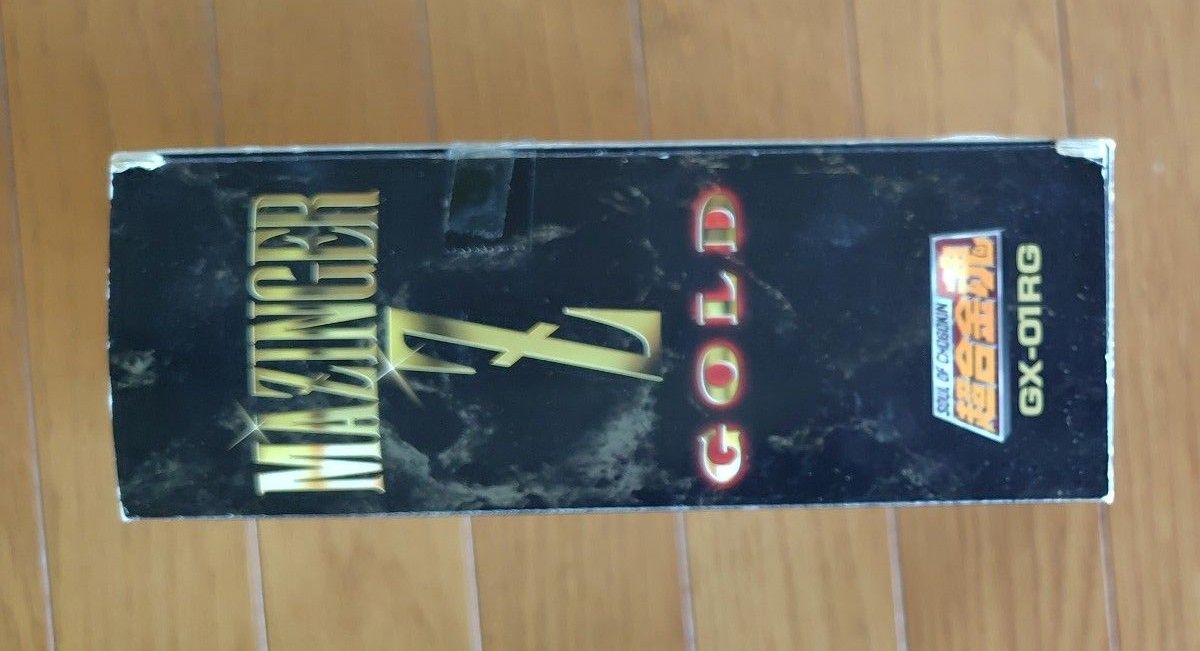 MAZINGER
Z
GOLD
SOUL OF CHOGOKIN
超合金魂
GX-01RG